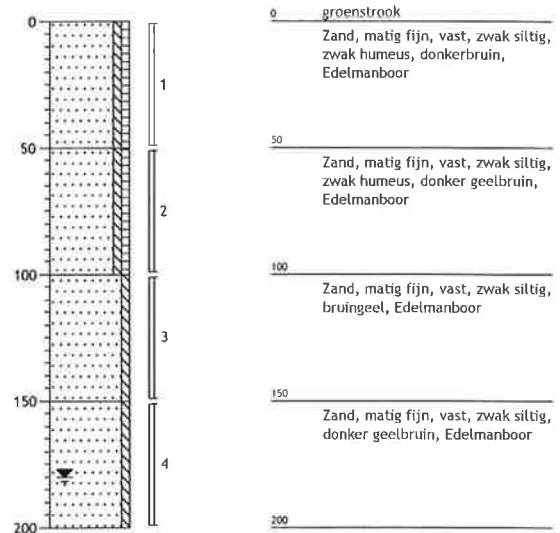 0
50
100
150
200
1
2
3
4
0 groenstrook
Zand, matig fijn, vast, zwak siltig,
zwak humeus, donkerbruin,
Edelmanboor
50
Zand, matig fijn, vast, zwak siltig,
zwak humeus, donker geelbruin,
Edelmanboor
100
Zand, matig fijn, vast, zwak siltig,
bruingeel, Edelmanboor
150
Zand, matig fijn, vast, zwak siltig,
donker geelbruin, Edelmanboor
200